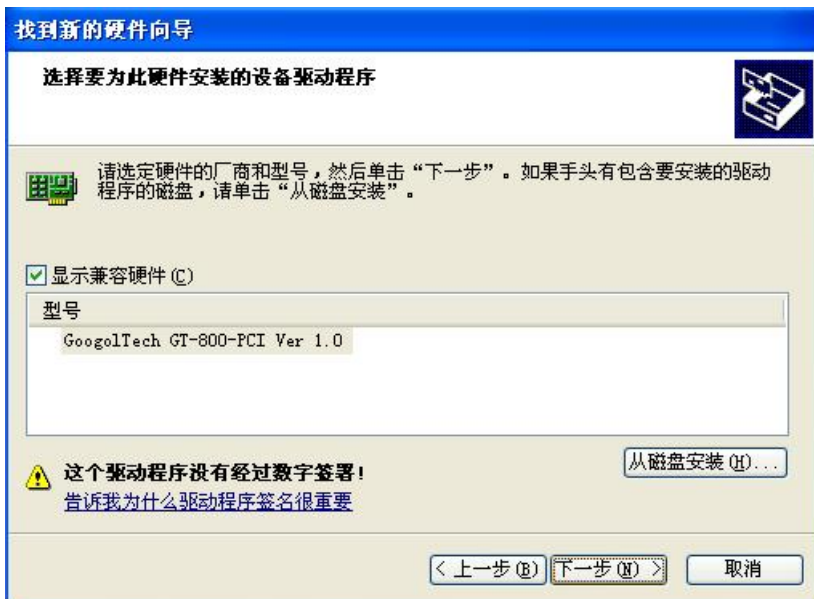 找到新的硬件向导
选择要为此硬件安装的设备驱动程序
请选定硬件的厂商和型号，然后单击“下一步”。如果手头有包含要安装的驱动
程序的磁盘，请单击“从磁盘安装”。
显示兼容硬件(C)
型号
GoogolTech GT-800-PCI Ver 1.0
从磁盘安装(H)...
这个驱动程序没有经过数字签署!
告诉我为什么驱动程序签名很重要
< 上一步(B) 下一步(N) > 取消